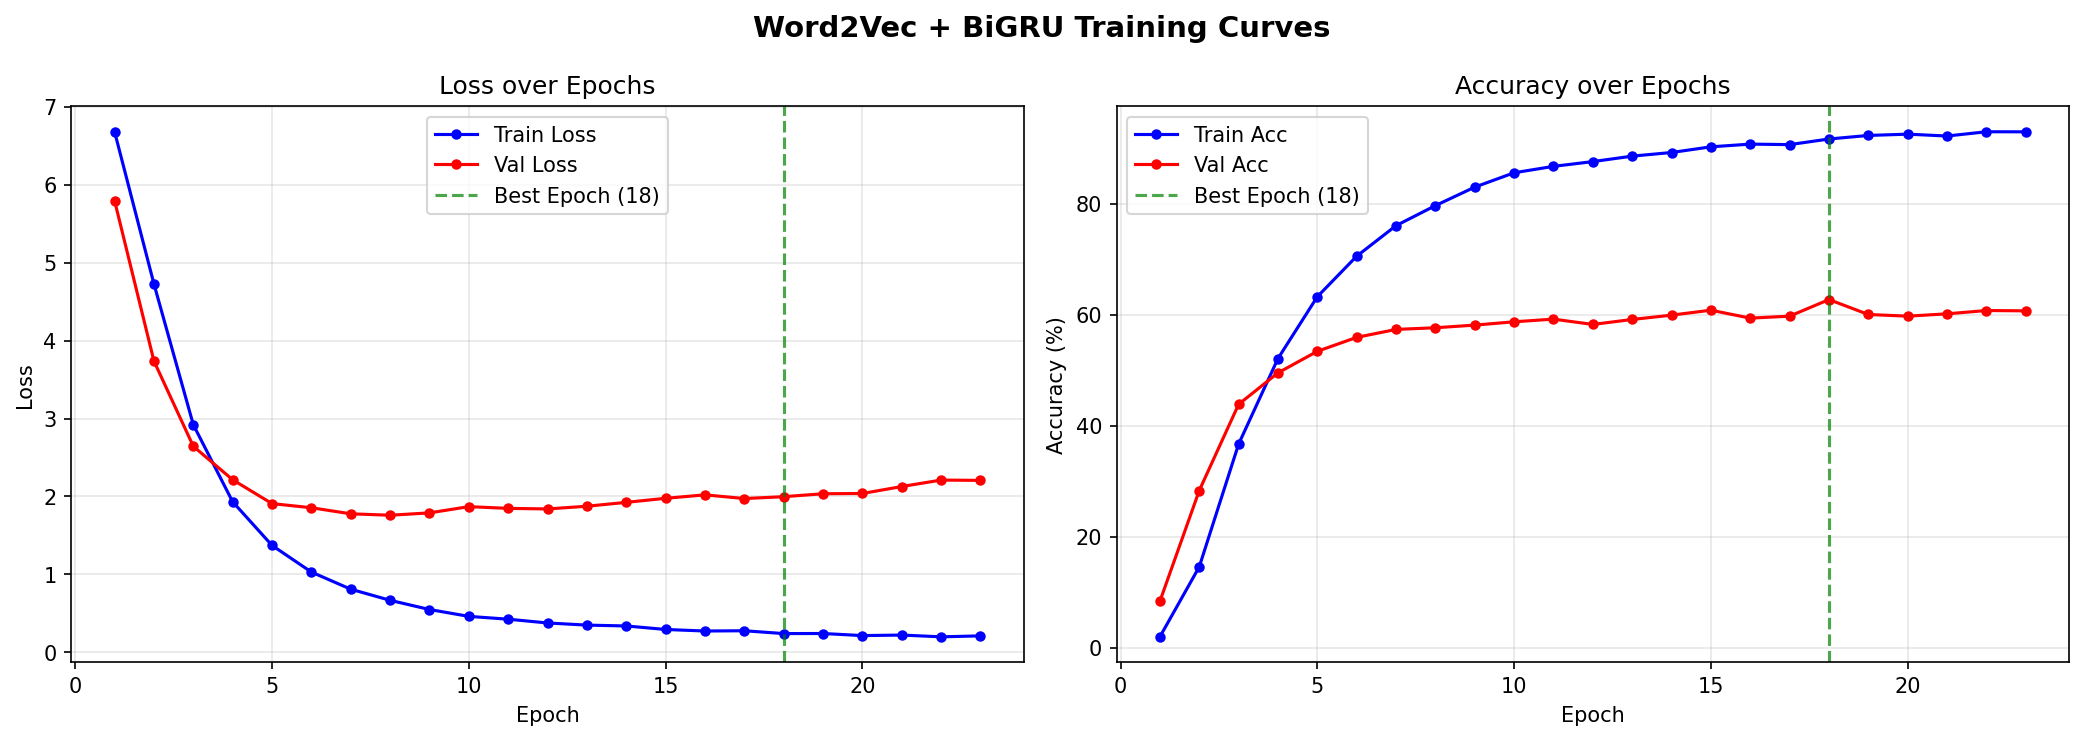 Word2Vec + BiGRU Training Curves
Loss over Epochs
7
6
5
4
3
2
1
0
Loss
Train Loss
Val Loss
Best Epoch (18)
0 5 10 15 20
Epoch
Accuracy over Epochs
80
60
40
20
0
Accuracy (%)
Train Acc
Val Acc
Best Epoch (18)
0 5 10 15 20
Epoch